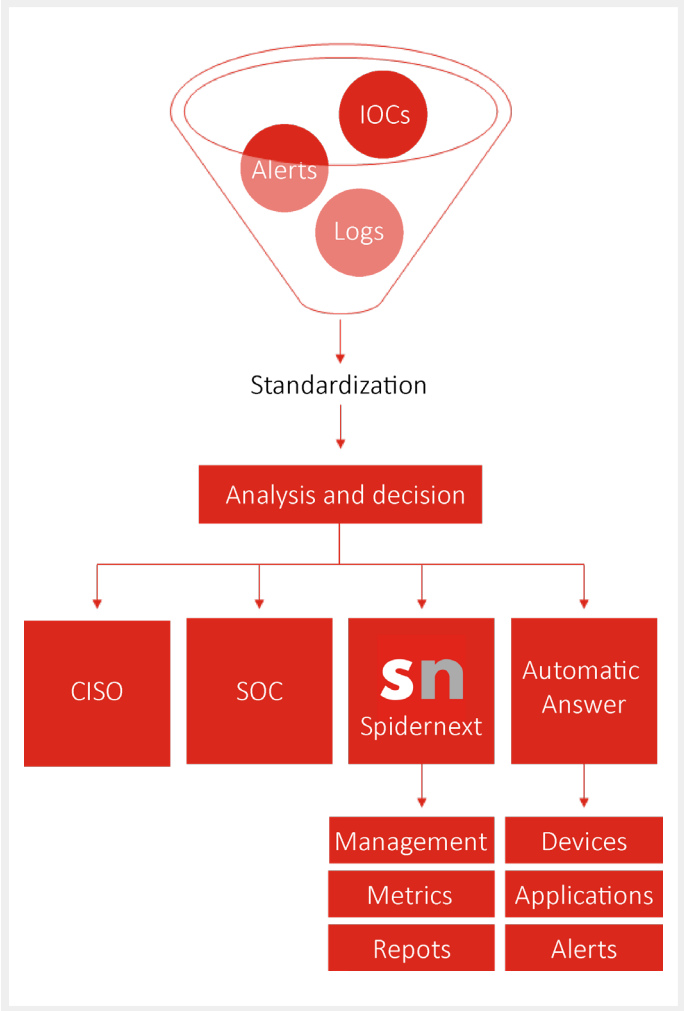 IOCs
Alerts
Logs
Standardization
Analysis and decision
CISO
SOC
sn
Spidernext
Automatic
Answer
Management
Devices
Metrics
Applications
Repots
Alerts